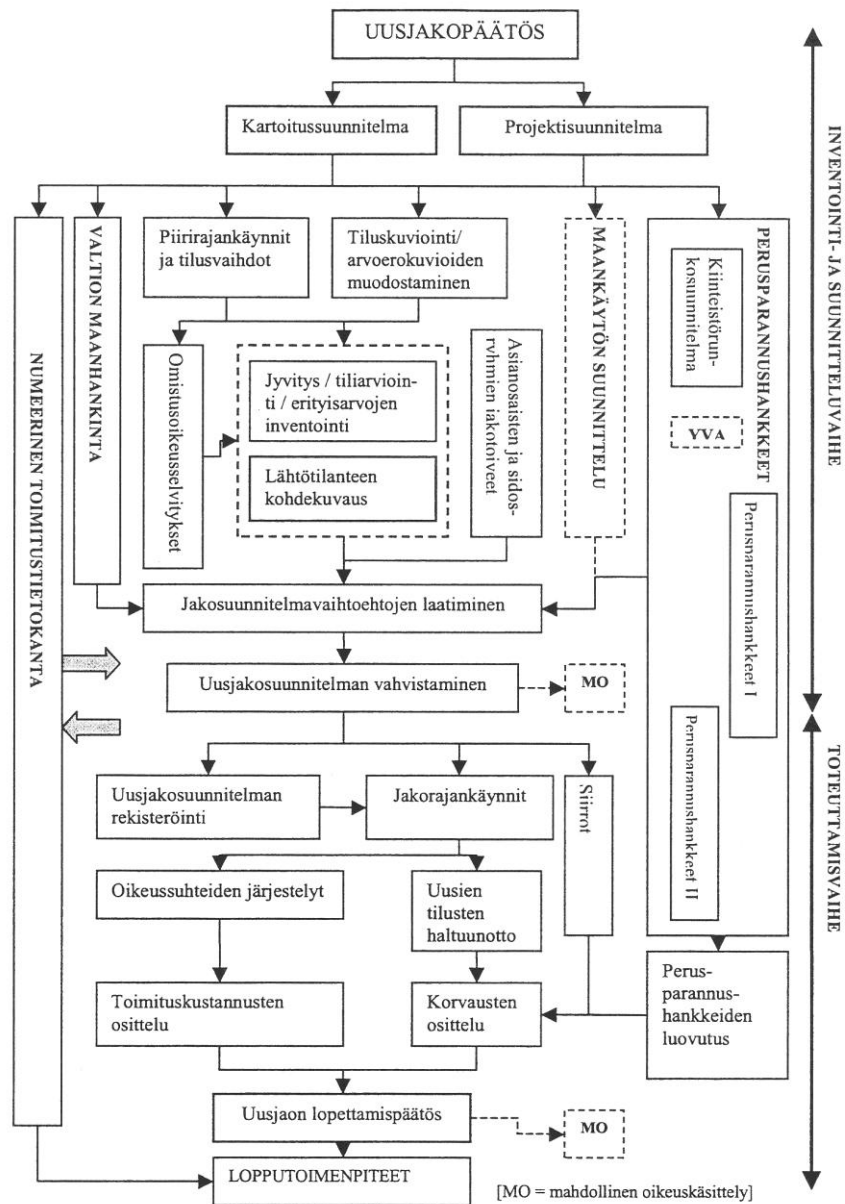 UUSJAKOPÄÄTÖS
Kartoitussuunnitelma
Projektisuunnitelma
NUMEERINEN TOIMITUSTIETOKANTA
VALTION MAANHANKINTA
Piirirajankäynnit
ja tilusvaihdot
Tiluskuviointi/
arvoerokuvioiden
muodostaminen
MAANKÄYTÖN SUUNNITTELU
PERUSPARANNUSHANKKEET
Kiinteistörun-
kosuunnitelma
YVA
Perusparannushankkeet I
Perusparannushankkeet II
Omistusoikeusselvitykset
Jyvitys / tiliarviointi-
ti / erityisarvojen
inventointi
Lähtötilanteen
kohdekuvaus
Asianosaisten ja sidos-
ryhmien jakotoiveet
Jakosuunnitelmavaihtoehtojen laatiminen
Uusjakosuunnitelman vahvistaminen
MO
Uusjakosuunnitelman
rekisteröinti
Jakorajankäynnit
Siirrot
Oikeussuhteiden järjestelyt
Uusien
tilusten
haltuunotto
Toimituskustannusten
osittelu
Korvausten
osittelu
Perus-
parannus-
hankkeiden
luovutus
Uusjaon lopettamispäätös
MO
LOPPUTOIMENPITEET
[MO = mahdollinen oikeuskäsittely]
INVENTOINTI- JA SUUNNITTELUVAIHE
TOTEUTTAMISVAIHE